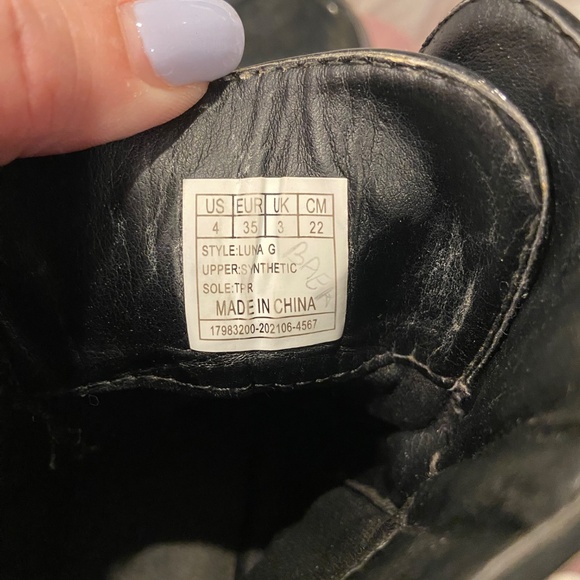 US EUR UK CM
4 35 3 22
STYLE:LUNA G
UPPER:SYNTHETIC
SOLE:TPR
MADE IN CHINA
17983200-202106-4567